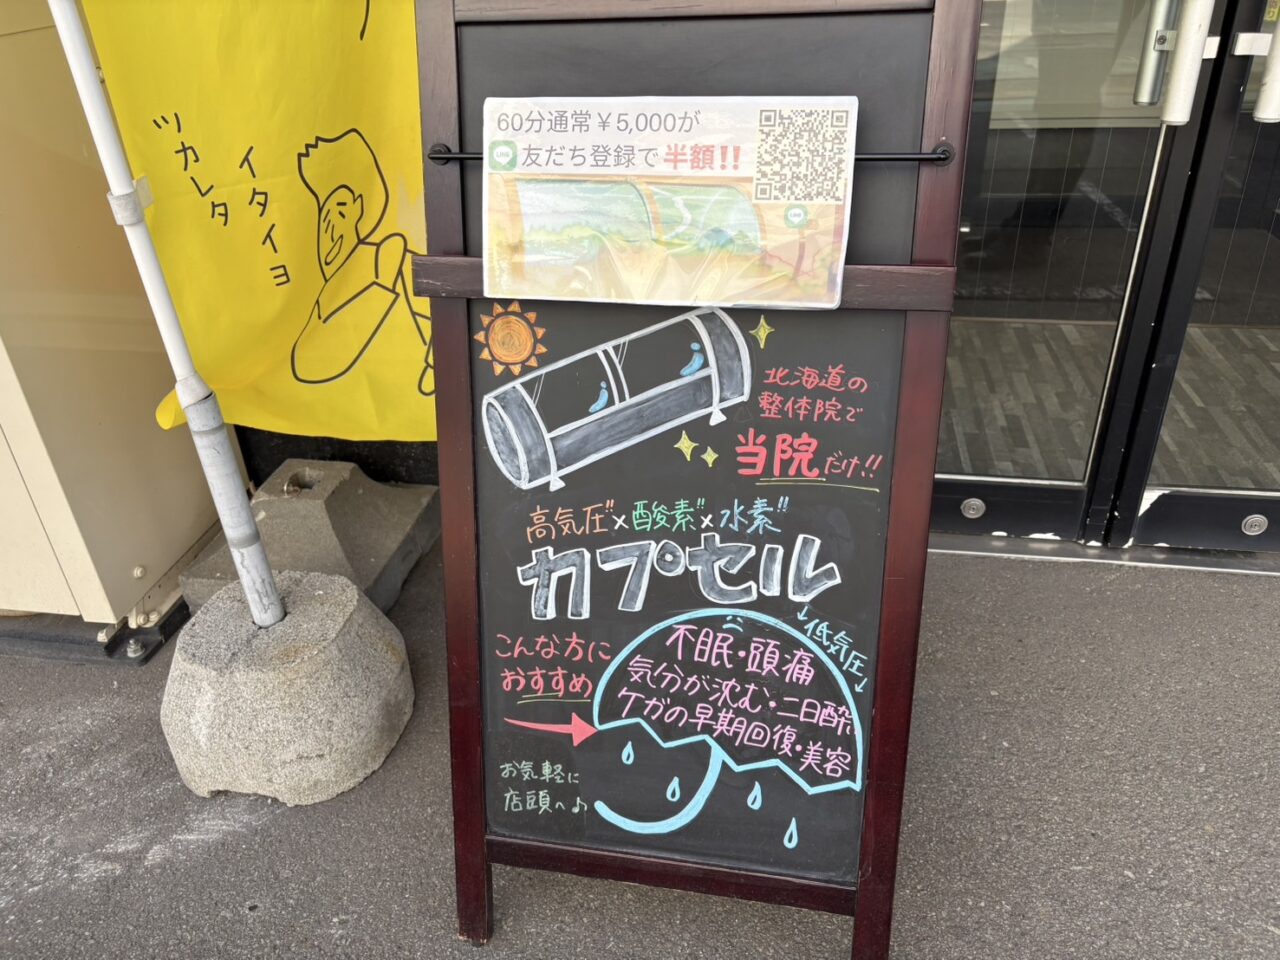 ツカレタ
イタイヨ
60分通常￥5,000が
LINE 友だち登録で半額!!
LINE
北海道の
整体院で
当院だけ!!
高気圧!!×酸素!!×水素!!
カプセル
こんな方に
おすすめ
↓低気圧↓
不眠・頭痛
気分が沈む・二日酔い
ケガの早期回復・美容
お気軽に
店頭へ♪